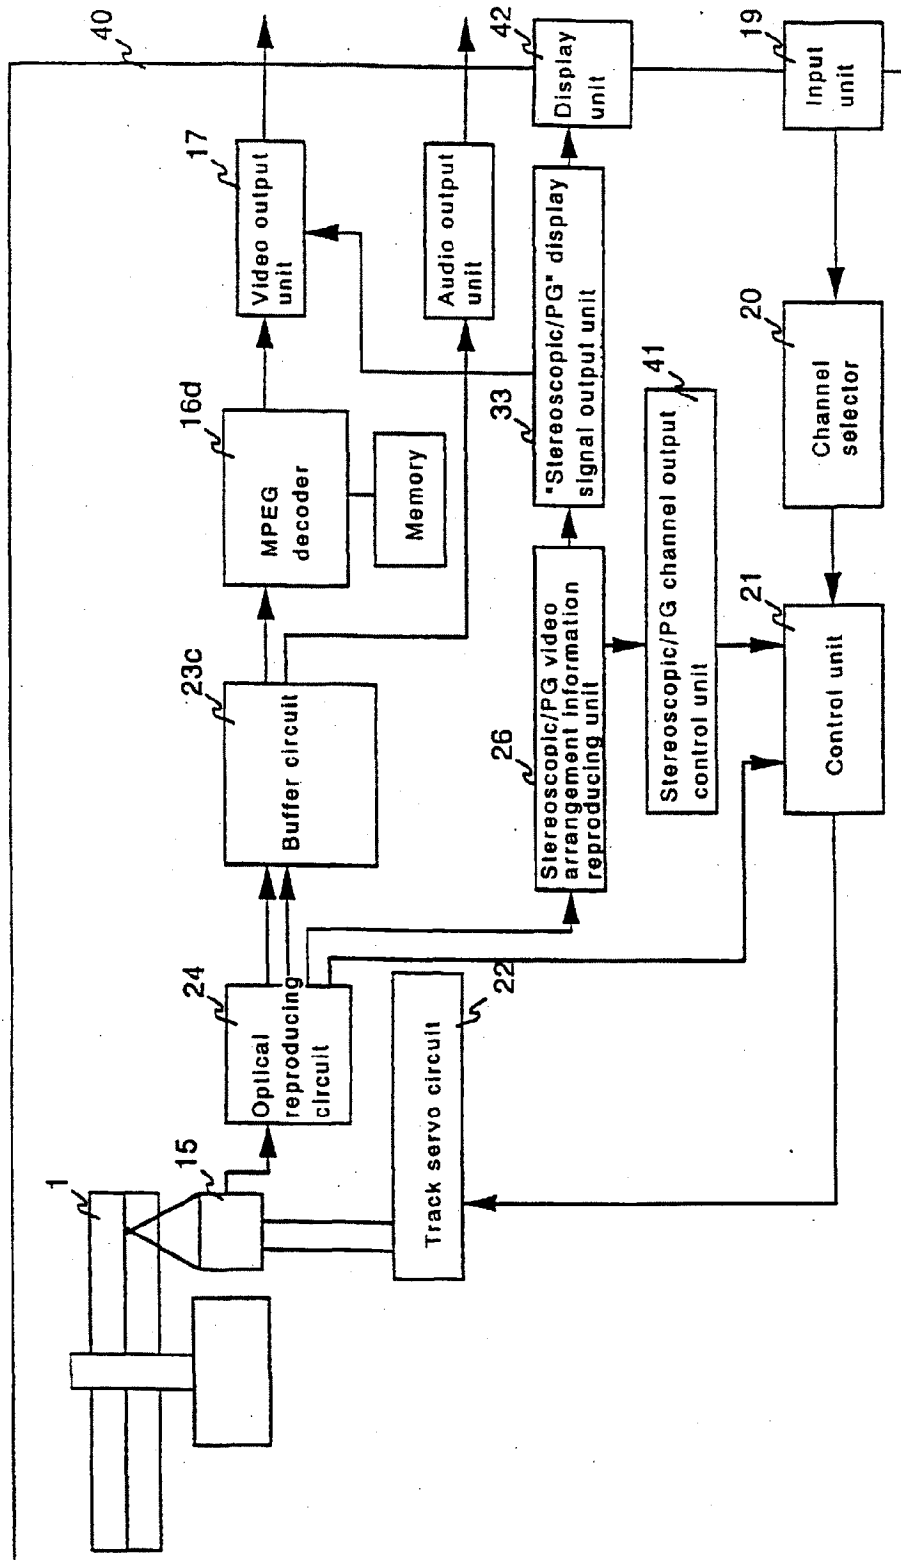 1
15
24
Optical
reproducing
circuit
23c
Buffer circuit
16d
MPEG
decoder
Memory
17
Video output
unit
40
Audio output
unit
Track servo circuit
22
26
Stereoscopic/PG video
arrangement information
reproducing unit
33
"Stereoscopic/PG" display
signal output unit
42
Display
unit
Stereoscopic/PG channel output
control unit
41
21
Control unit
20
Channel
selector
19
Input
unit